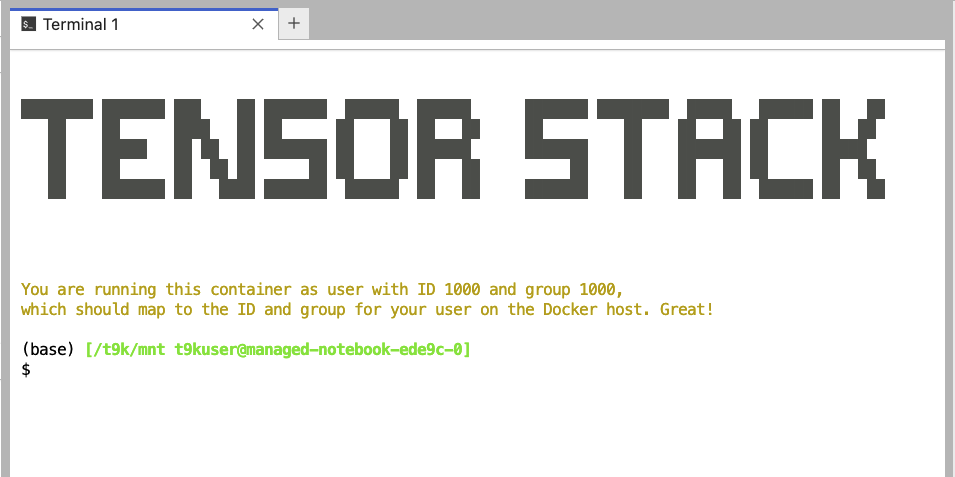 Terminal 1
TENSOR STACK
You are running this container as user with ID 1000 and group 1000,
which should map to the ID and group for your user on the Docker host. Great!
(base) [/t9k/mnt t9kuser@managed-notebook-ede9c-0]
$